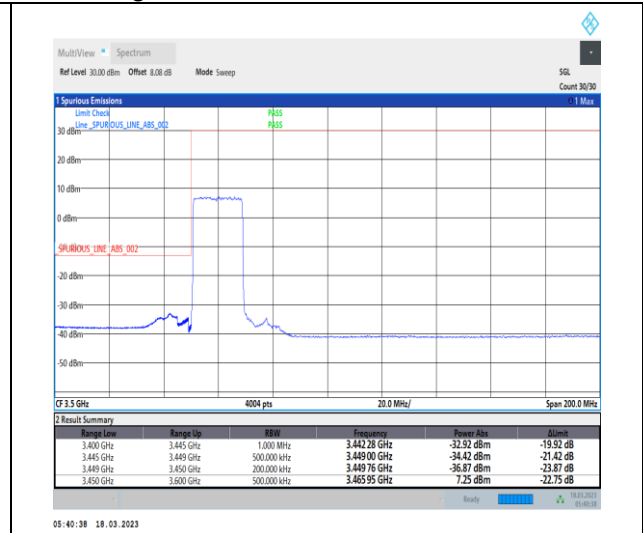 MultiView Spectrum
Ref Level 30.00 dBm Offset 8.08 dB Mode Sweep SGL
Count 30/30
1 Spurious Emissions 1 Max
Limit Check PASS
Line _SPURIOUS_LINE_ABS_002 PASS
30 dBm
20 dBm
10 dBm
0 dBm
_SPURIOUS_LINE_ABS_002
-20 dBm
-30 dBm
-40 dBm
-50 dBm
CF 3.5 GHz 4004 pts 20.0 MHz/ Span 200.0 MHz
2 Result Summary
Range Low Range Up RBW Frequency Power Abs ΔLimit
3.400 GHz 3.445 GHz 1.000 MHz 3.442 28 GHz -32.92 dBm -19.92 dB
3.445 GHz 3.449 GHz 500.000 kHz 3.449 00 GHz -34.42 dBm -21.42 dB
3.449 GHz 3.450 GHz 200.000 kHz 3.449 76 GHz -36.87 dBm -23.87 dB
3.450 GHz 3.600 GHz 500.000 kHz 3.465 95 GHz 7.25 dBm -22.75 dB
Ready 18.03.2023
05:40:38
05:40:38 18.03.2023